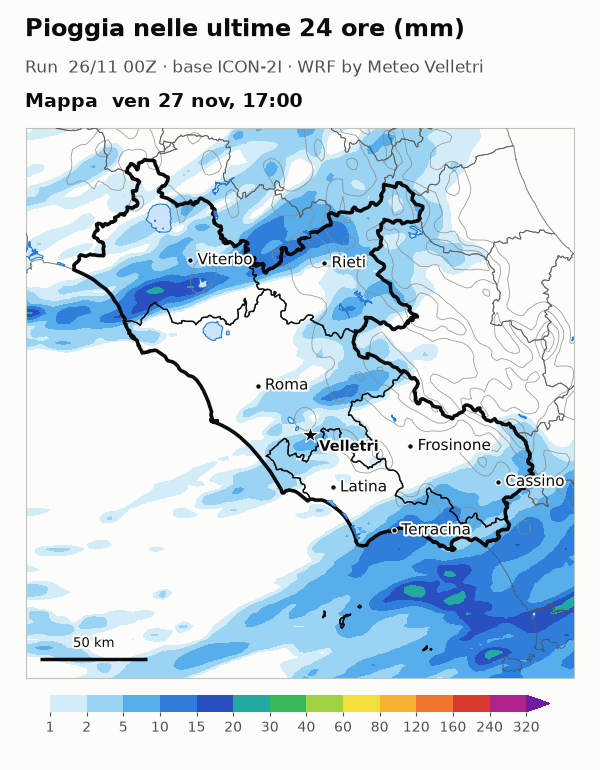 Pioggia nelle ultime 24 ore (mm)
Run  26/11 00Z · base ICON-2I · WRF by Meteo Velletri
Mappa  ven 27 nov, 17:00
Viterbo
Rieti
Roma
Velletri
Frosinone
Latina
Cassino
Terracina
50 km
1 2 5 10 15 20 30 40 60 80 120 160 240 320